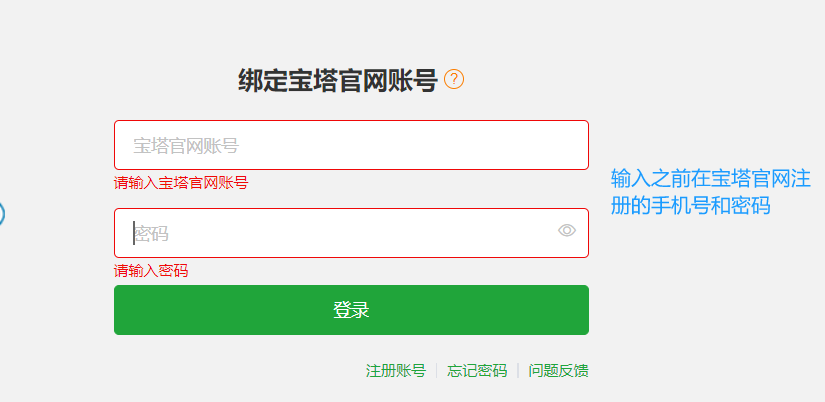 绑定宝塔官网账号 ?
宝塔官网账号
请输入宝塔官网账号
输入之前在宝塔官网注
册的手机号和密码
密码
请输入密码
登录
注册账号 | 忘记密码 | 问题反馈